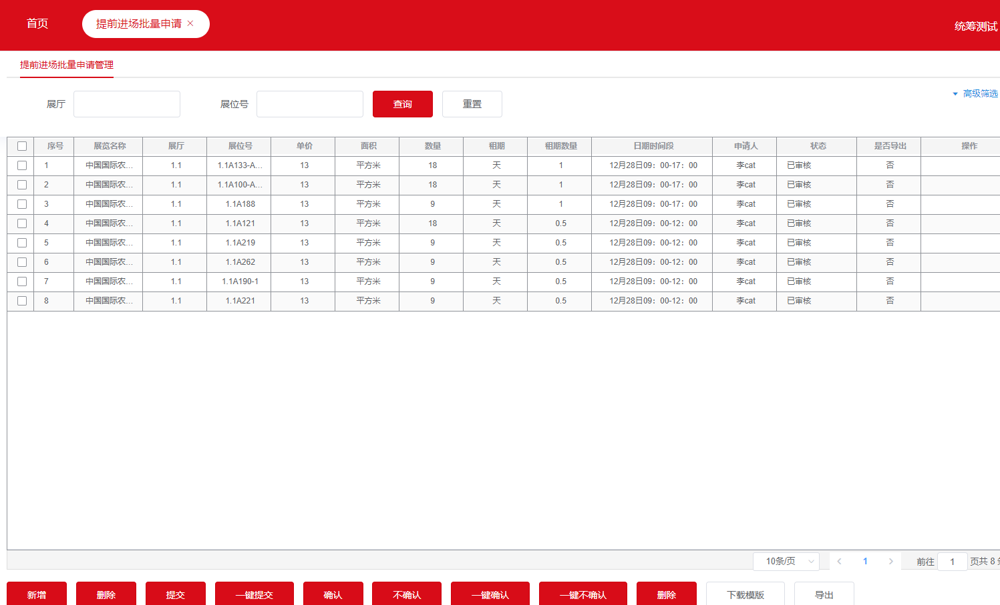 首页 提前进场批量申请 × 统筹测试
提前进场批量申请管理
展厅 展位号 查询 重置 高级筛选
序号 展览名称 展厅 展位号 单价 面积 数量 租期 租期数量 日期时间段 申请人 状态 是否导出 操作
1 中国国际农... 1.1 1.1A133-A... 13 平方米 18 天 1 12月28日09：00-17：00 李cat 已审核 否
2 中国国际农... 1.1 1.1A100-A... 13 平方米 18 天 1 12月28日09：00-17：00 李cat 已审核 否
3 中国国际农... 1.1 1.1A188 13 平方米 9 天 1 12月28日09：00-17：00 李cat 已审核 否
4 中国国际农... 1.1 1.1A121 13 平方米 18 天 0.5 12月28日09：00-12：00 李cat 已审核 否
5 中国国际农... 1.1 1.1A219 13 平方米 9 天 0.5 12月28日09：00-12：00 李cat 已审核 否
6 中国国际农... 1.1 1.1A262 13 平方米 9 天 0.5 12月28日09：00-12：00 李cat 已审核 否
7 中国国际农... 1.1 1.1A190-1 13 平方米 9 天 0.5 12月28日09：00-12：00 李cat 已审核 否
8 中国国际农... 1.1 1.1A221 13 平方米 9 天 0.5 12月28日09：00-12：00 李cat 已审核 否
10条/页 1 前往 1 页共 8 条
新增 删除 提交 一键提交 确认 不确认 一键确认 一键不确认 删除 下载模版 导出